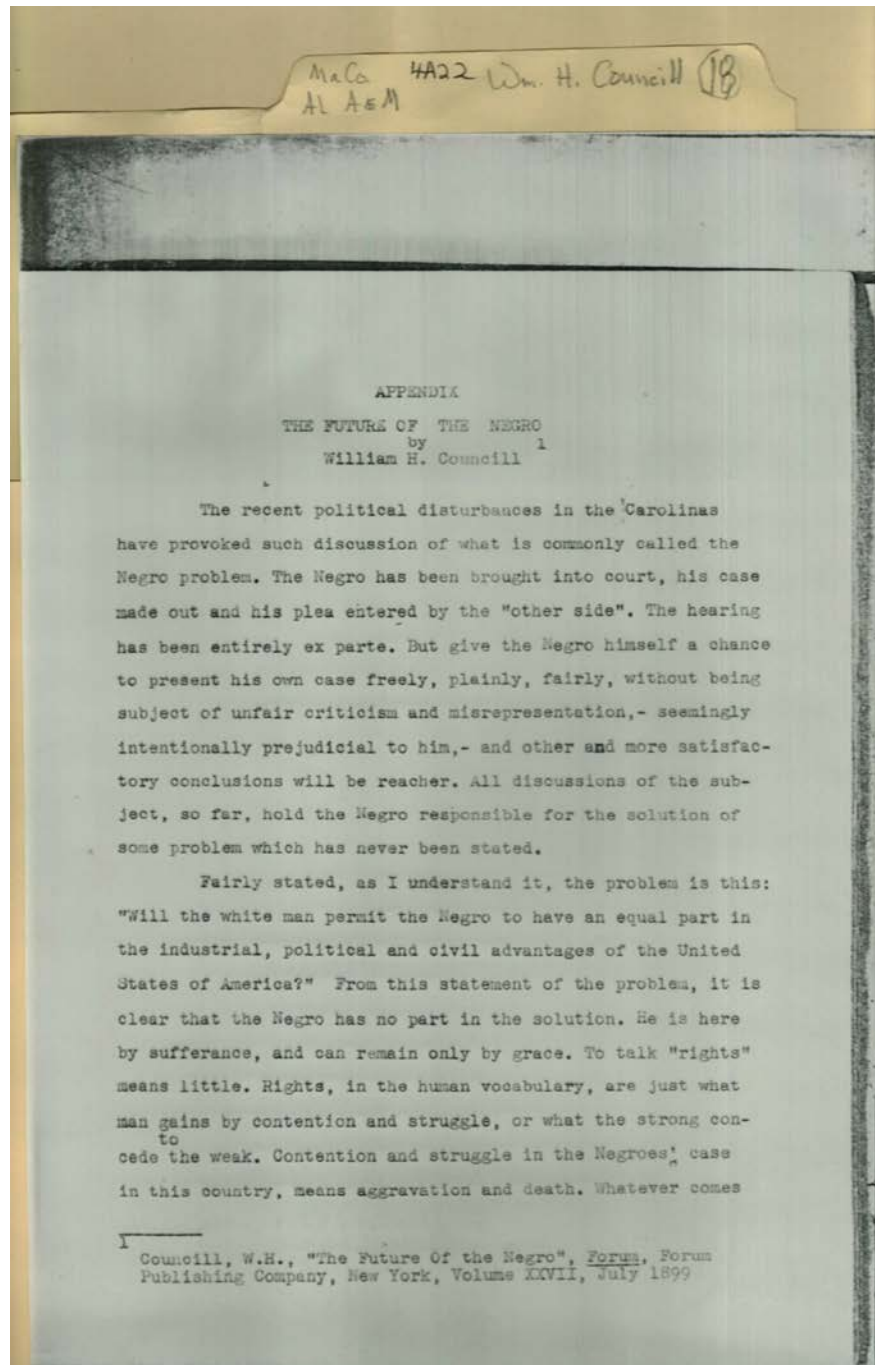 MaCo 4A22 Wm. H. Councill 18
AL A&M
APPENDIX
THE FUTURE OF THE NEGRO
by 1
William H. Councill
The recent political disturbances in the Carolinas
have provoked such discussion of what is commonly called the
Negro problem. The Negro has been brought into court, his case
made out and his plea entered by the "other side". The hearing
has been entirely ex parte. But give the Negro himself a chance
to present his own case freely, plainly, fairly, without being
subject of unfair criticism and misrepresentation,- seemingly
intentionally prejudicial to him,- and other and more satisfac-
tory conclusions will be reacher. All discussions of the sub-
ject, so far, hold the Negro responsible for the solution of
some problem which has never been stated.
Fairly stated, as I understand it, the problem is this:
"Will the white man permit the Negro to have an equal part in
the industrial, political and civil advantages of the United
States of America?" From this statement of the problem, it is
clear that the Negro has no part in the solution. He is here
by sufferance, and can remain only by grace. To talk "rights"
means little. Rights, in the human vocabulary, are just what
man gains by contention and struggle, or what the strong con-
to
cede the weak. Contention and struggle in the Negroes' case
in this country, means aggravation and death. Whatever comes
1
Councill, W.H., "The Future Of the Negro", Forum, Forum
Publishing Company, New York, Volume XXVII, July 1899